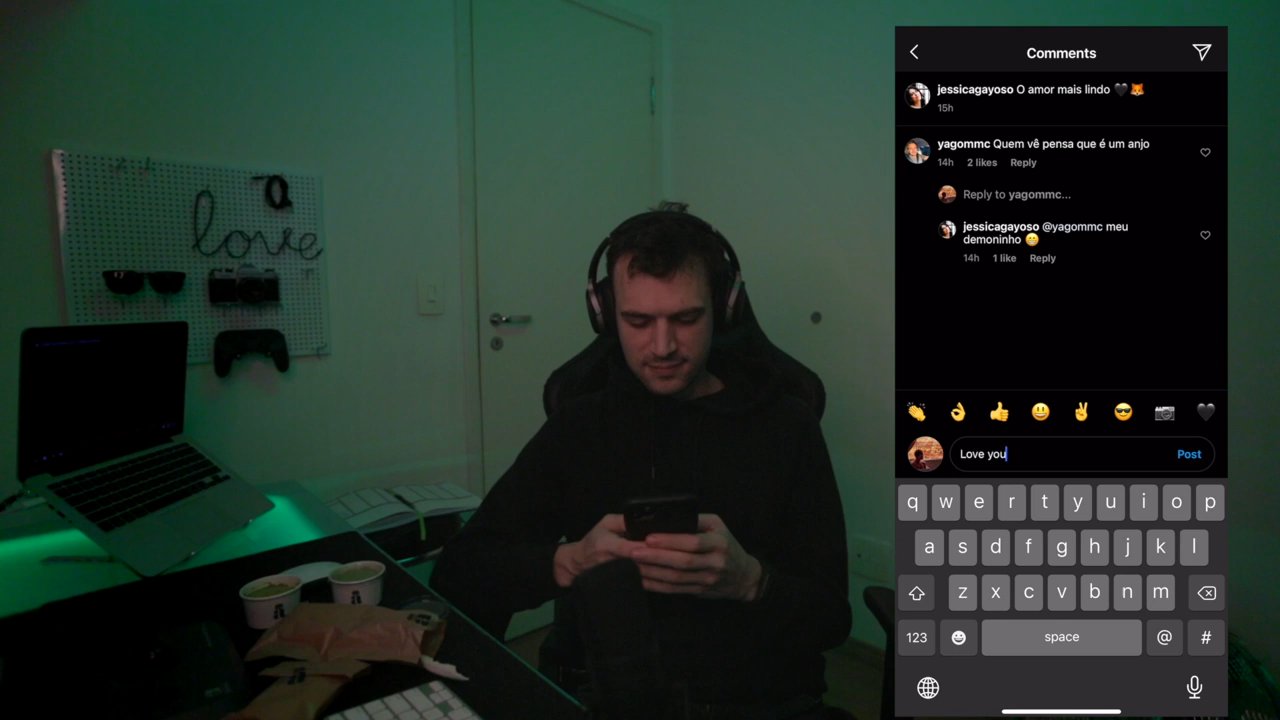 love
Comments
jessicagayoso O amor mais lindo 🖤🦊
15h
yagommc Quem vê pensa que é um anjo
14h 2 likes Reply
Reply to yagommc...
jessicagayoso @yagommc meu
demoninho 😁
14h 1 like Reply
👏 👌 👍 😃 ✌️ 😎 📷 🖤
Love you Post
q w e r t y u i o p
a s d f g h j k l
z x c v b n m
123 space @ #